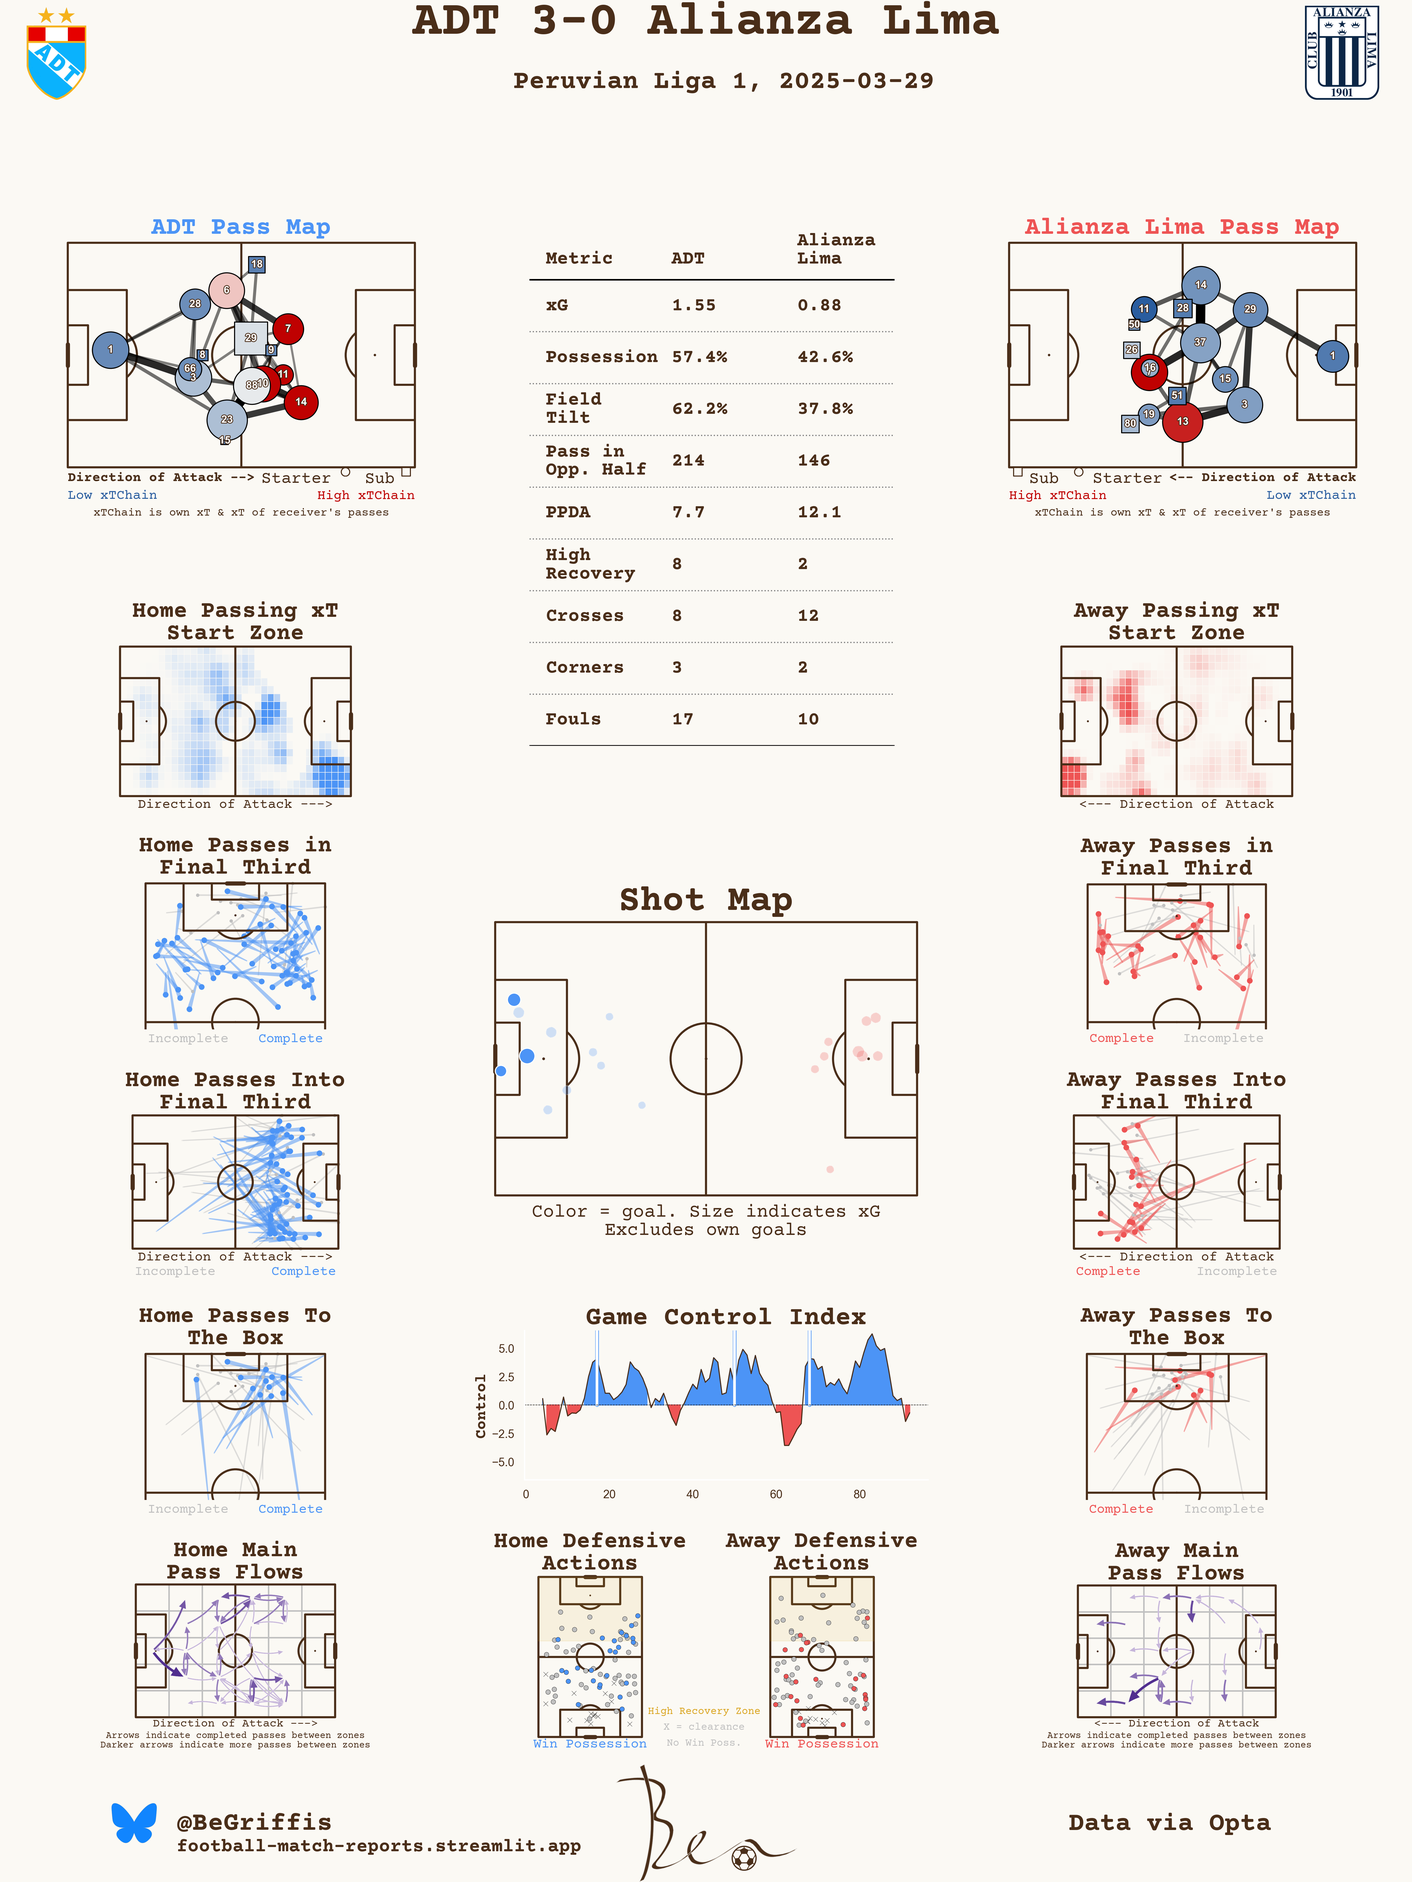 ADT 3-0 Alianza Lima
Peruvian Liga 1, 2025-03-29
ADT
ALIANZA
CLUB
LIMA
1901
ADT Pass Map
18
6
28
7
29
1
8
9
66
3
86
10
11
14
23
15
Direction of Attack --> Starter Sub
Low xTChain High xTChain
xTChain is own xT & xT of receiver's passes
Metric ADT Alianza Lima
xG 1.55 0.88
Possession 57.4% 42.6%
Field Tilt 62.2% 37.8%
Pass in Opp. Half 214 146
PPDA 7.7 12.1
High Recovery 8 2
Crosses 8 12
Corners 3 2
Fouls 17 10
Alianza Lima Pass Map
14
11
28
29
50
26
37
1
16
15
51
3
19
80
13
Sub Starter <-- Direction of Attack
High xTChain Low xTChain
xTChain is own xT & xT of receiver's passes
Home Passing xT
Start Zone
Direction of Attack --->
Away Passing xT
Start Zone
<--- Direction of Attack
Home Passes in
Final Third
Incomplete Complete
Away Passes in
Final Third
Complete Incomplete
Shot Map
Color = goal. Size indicates xG
Excludes own goals
Home Passes Into
Final Third
Direction of Attack --->
Incomplete Complete
Away Passes Into
Final Third
<--- Direction of Attack
Complete Incomplete
Home Passes To
The Box
Incomplete Complete
Game Control Index
Control
5.0
2.5
0.0
−2.5
−5.0
0 20 40 60 80
Away Passes To
The Box
Complete Incomplete
Home Main
Pass Flows
Direction of Attack --->
Arrows indicate completed passes between zones
Darker arrows indicate more passes between zones
Home Defensive
Actions
Win Possession
High Recovery Zone
X = clearance
No Win Poss.
Away Defensive
Actions
Win Possession
Away Main
Pass Flows
<--- Direction of Attack
Arrows indicate completed passes between zones
Darker arrows indicate more passes between zones
@BeGriffis
football-match-reports.streamlit.app
Ben
Data via Opta